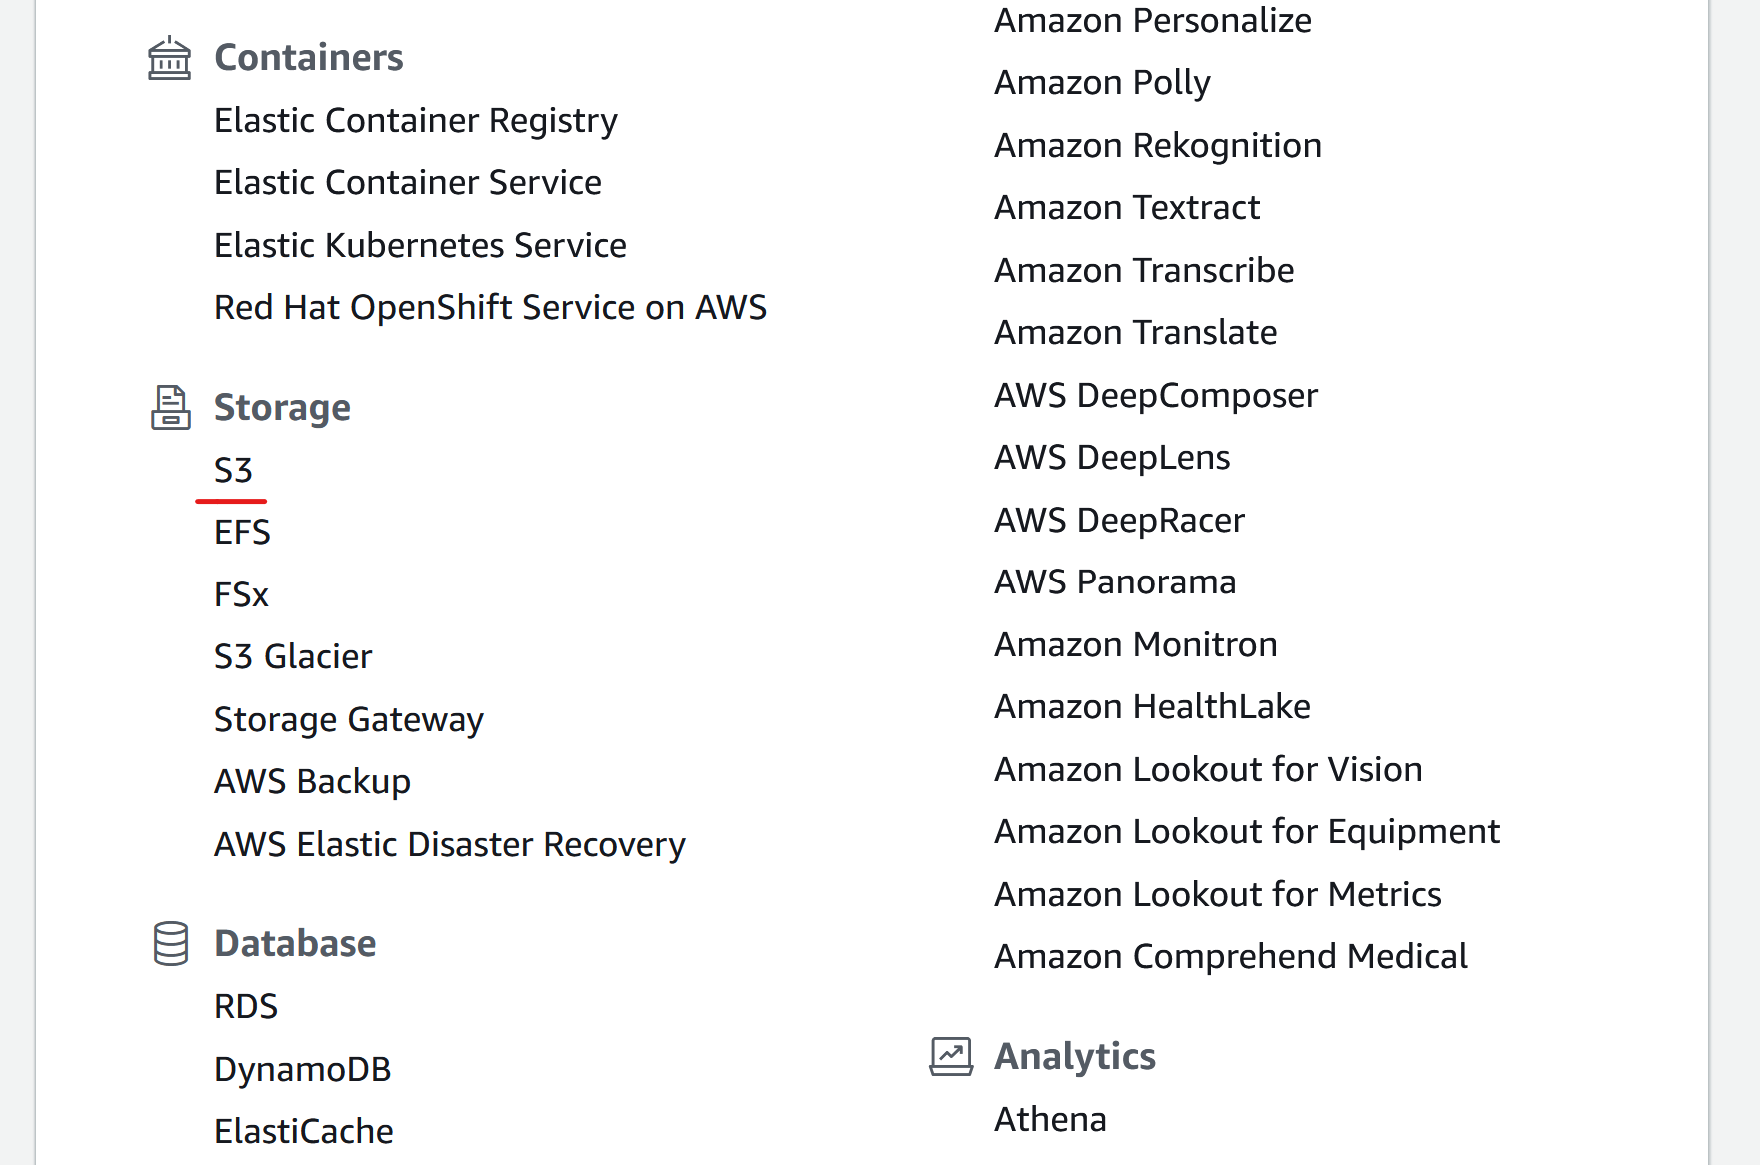 Containers
Elastic Container Registry
Elastic Container Service
Elastic Kubernetes Service
Red Hat OpenShift Service on AWS
Storage
S3
EFS
FSx
S3 Glacier
Storage Gateway
AWS Backup
AWS Elastic Disaster Recovery
Database
RDS
DynamoDB
ElastiCache
Amazon Personalize
Amazon Polly
Amazon Rekognition
Amazon Textract
Amazon Transcribe
Amazon Translate
AWS DeepComposer
AWS DeepLens
AWS DeepRacer
AWS Panorama
Amazon Monitron
Amazon HealthLake
Amazon Lookout for Vision
Amazon Lookout for Equipment
Amazon Lookout for Metrics
Amazon Comprehend Medical
Analytics
Athena